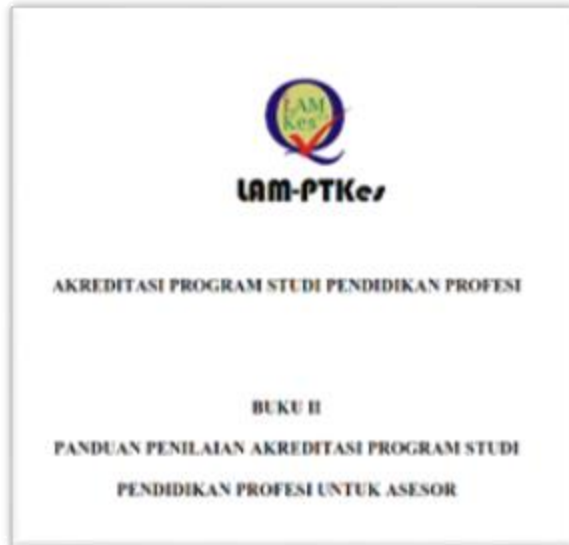 LAM
Kes
LAM-PTKes
AKREDITASI PROGRAM STUDI PENDIDIKAN PROFESI
BUKU II
PANDUAN PENILAIAN AKREDITASI PROGRAM STUDI
PENDIDIKAN PROFESI UNTUK ASESOR